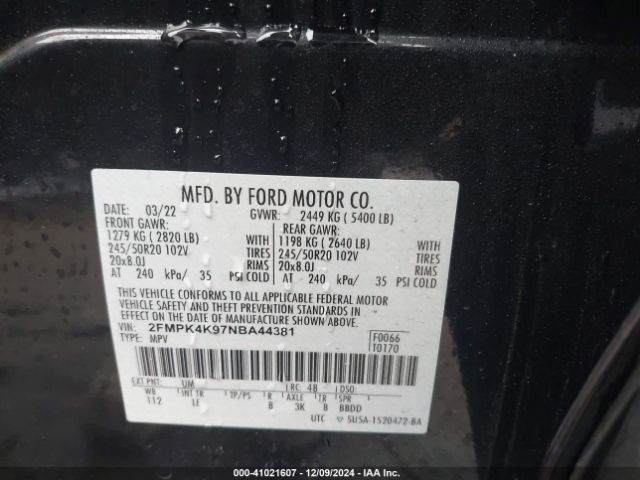 MFD. BY FORD MOTOR CO.
DATE: 03/22 GVWR: 2449 KG ( 5400 LB)
FRONT GAWR: REAR GAWR:
1279 KG ( 2820 LB) WITH 1198 KG ( 2640 LB) WITH
245/50R20 102V TIRES 245/50R20 102V TIRES
20x8.0J RIMS 20x8.0J RIMS
AT 240 kPa/ 35 PSI COLD AT 240 kPa/ 35 PSI COLD
THIS VEHICLE CONFORMS TO ALL APPLICABLE FEDERAL MOTOR
VEHICLE SAFETY AND THEFT PREVENTION STANDARDS IN
EFFECT ON THE DATE OF MANUFACTURE SHOWN ABOVE.
VIN: 2FMPK4K97NBA44381 F0066
TYPE: MPV T0170
EXT PNT: UM RC: 48 DSO:
WB INT TR TP/PS R AXLE TR SPR
112 LE B 3K B BBDD
UTC ▽ 5USA-1520472-BA
000-41021607 - 12/09/2024 - IAA Inc.